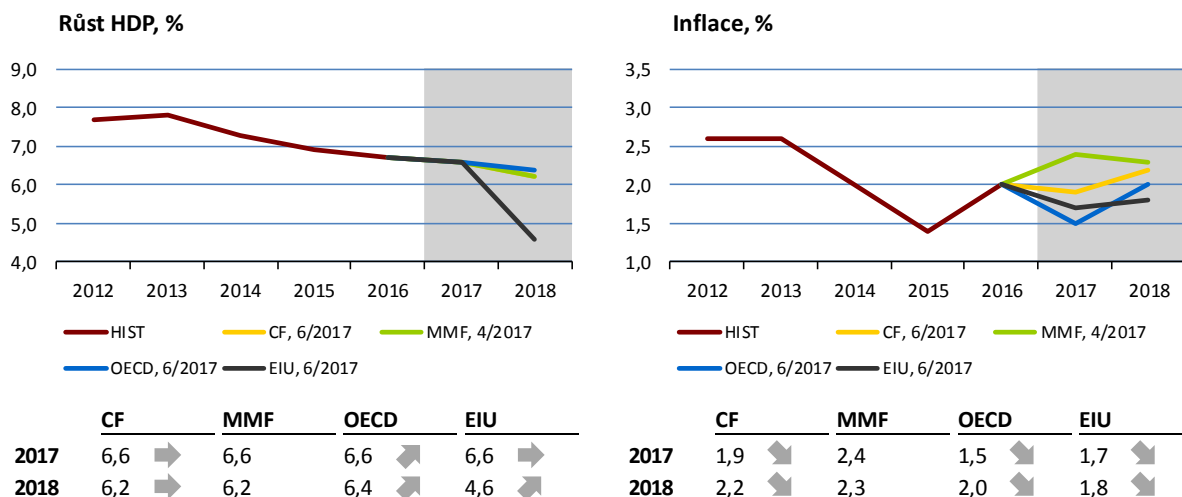 Růst HDP, %
9,0
8,0
7,0
6,0
5,0
4,0
2012 2013 2014 2015 2016 2017 2018
HIST CF, 6/2017 MMF, 4/2017
OECD, 6/2017 EIU, 6/2017
CF MMF OECD EIU
2017 6,6 6,6 6,6 6,6
2018 6,2 6,2 6,4 4,6
Inflace, %
3,5
3,0
2,5
2,0
1,5
1,0
2012 2013 2014 2015 2016 2017 2018
HIST CF, 6/2017 MMF, 4/2017
OECD, 6/2017 EIU, 6/2017
CF MMF OECD EIU
2017 1,9 2,4 1,5 1,7
2018 2,2 2,3 2,0 1,8